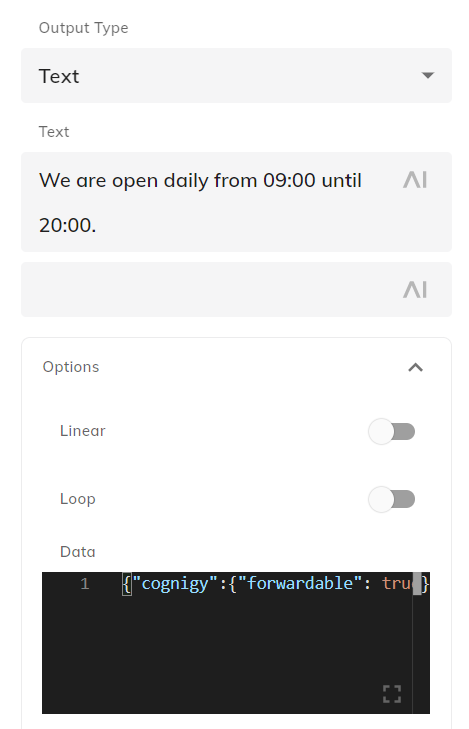 Output Type
Text
Text
We are open daily from 09:00 until
20:00.
AI
AI
Options
Linear
Loop
Data
1 {"cognigy":{"forwardable": true}